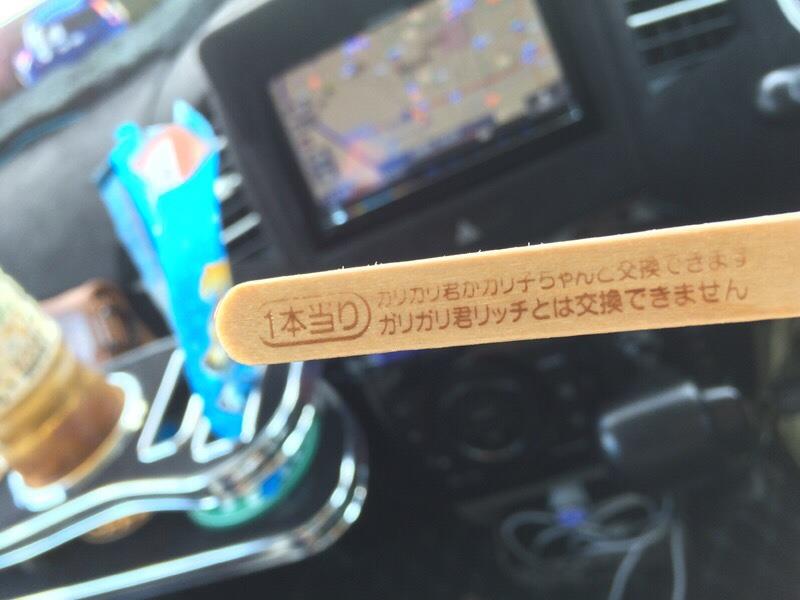 1本当り
ガリガリ君かガリ子ちゃんと交換できます
ガリガリ君リッチとは交換できません